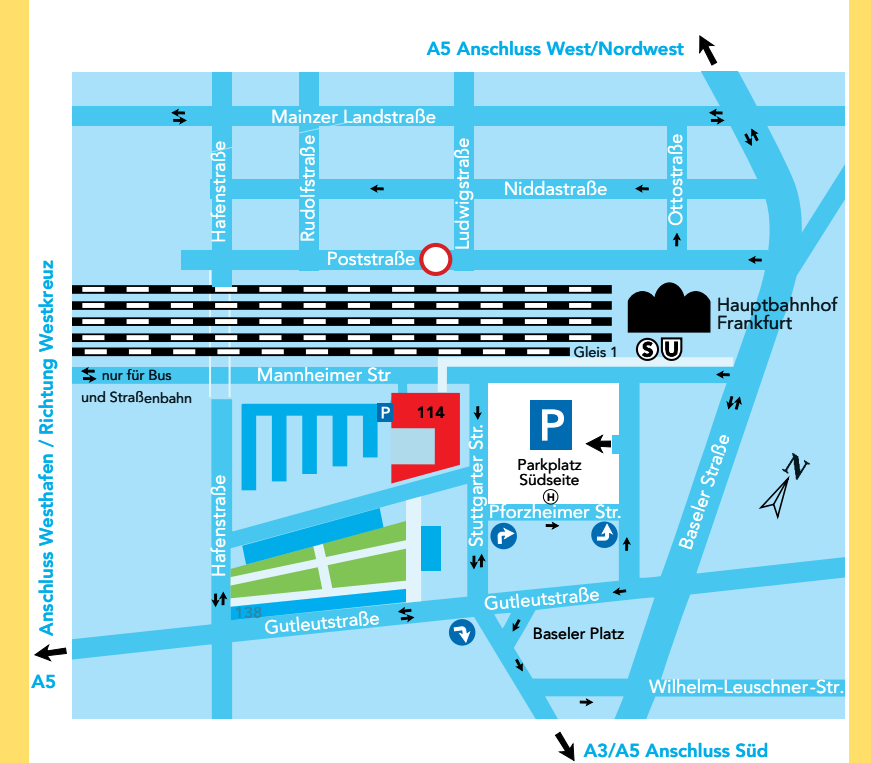 A5 Anschluss West/Nordwest
Mainzer Landstraße
Hafenstraße
Rudolfstraße
Ludwigstraße
Ottostraße
Niddastraße
Poststraße
Hauptbahnhof
Frankfurt
S U
Gleis 1
nur für Bus
und Straßenbahn
Mannheimer Str
P
114
P
Parkplatz
Südseite
H
Stuttgarter Str.
Pforzheimer Str.
Baseler Straße
N
Hafenstraße
138
Gutleutstraße
Gutleutstraße
Baseler Platz
Wilhelm-Leuschner-Str.
Anschluss Westhafen / Richtung Westkreuz
A5
A3/A5 Anschluss Süd